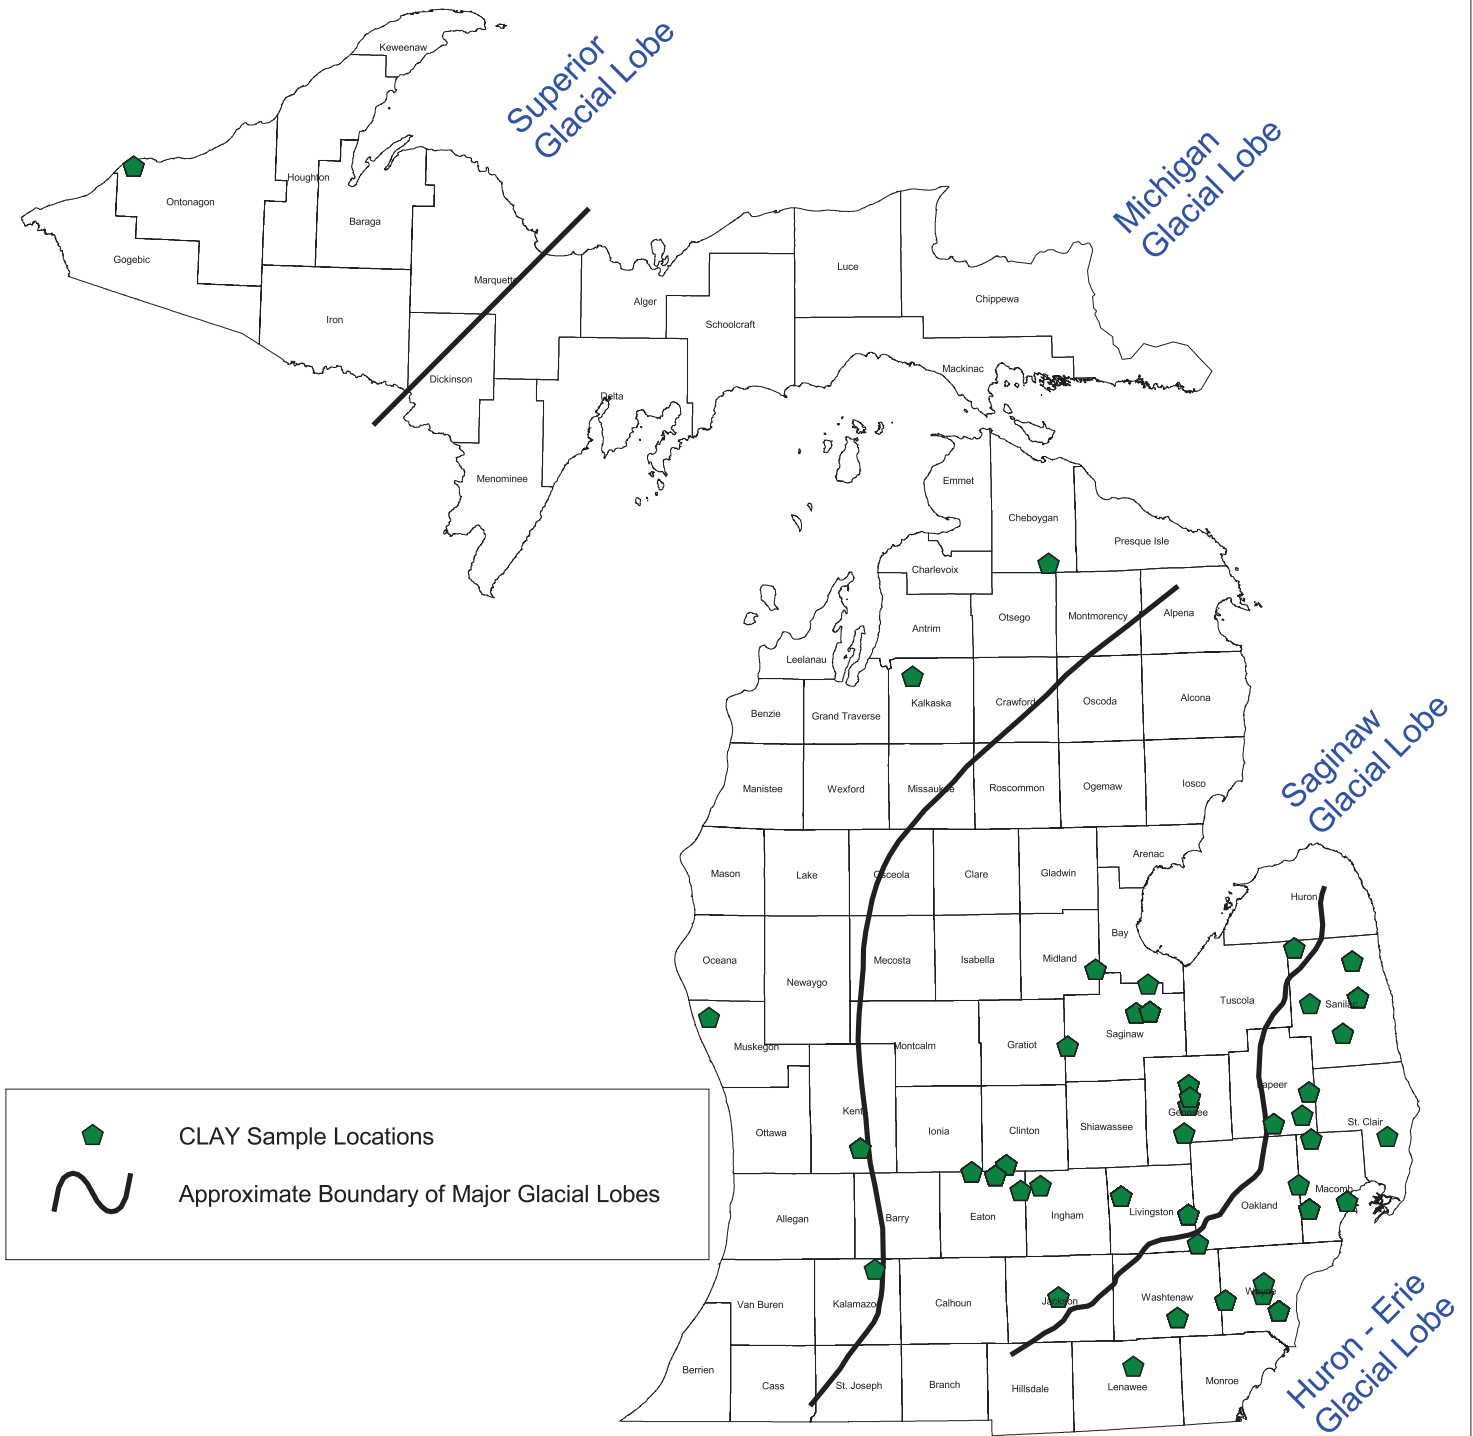 Keweenaw
Superior
Glacial Lobe
Michigan
Glacial Lobe
Houghton
Ontonagon
Baraga
Gogebic
Marquette
Luce
Alger
Chippewa
Iron
Schoolcraft
Mackinac
Dickinson
Delta
Menominee
Emmet
Cheboygan
Presque Isle
Charlevoix
Antrim
Otsego
Montmorency
Alpena
Leelanau
Benzie
Grand Traverse
Kalkaska
Crawford
Oscoda
Alcona
Saginaw
Glacial Lobe
Manistee
Wexford
Missaukee
Roscommon
Ogemaw
Iosco
Arenac
Mason
Lake
Osceola
Clare
Gladwin
Huron
Bay
Oceana
Newaygo
Mecosta
Isabella
Midland
Tuscola
Sanilac
Muskegon
Montcalm
Gratiot
Saginaw
Lapeer
Kent
Genesee
Ottawa
Ionia
Clinton
Shiawassee
St. Clair
CLAY Sample Locations
Approximate Boundary of Major Glacial Lobes
Allegan
Barry
Eaton
Ingham
Livingston
Oakland
Macomb
Van Buren
Kalamazoo
Calhoun
Jackson
Washtenaw
Wayne
Huron - Erie
Glacial Lobe
Berrien
Cass
St. Joseph
Branch
Hillsdale
Lenawee
Monroe